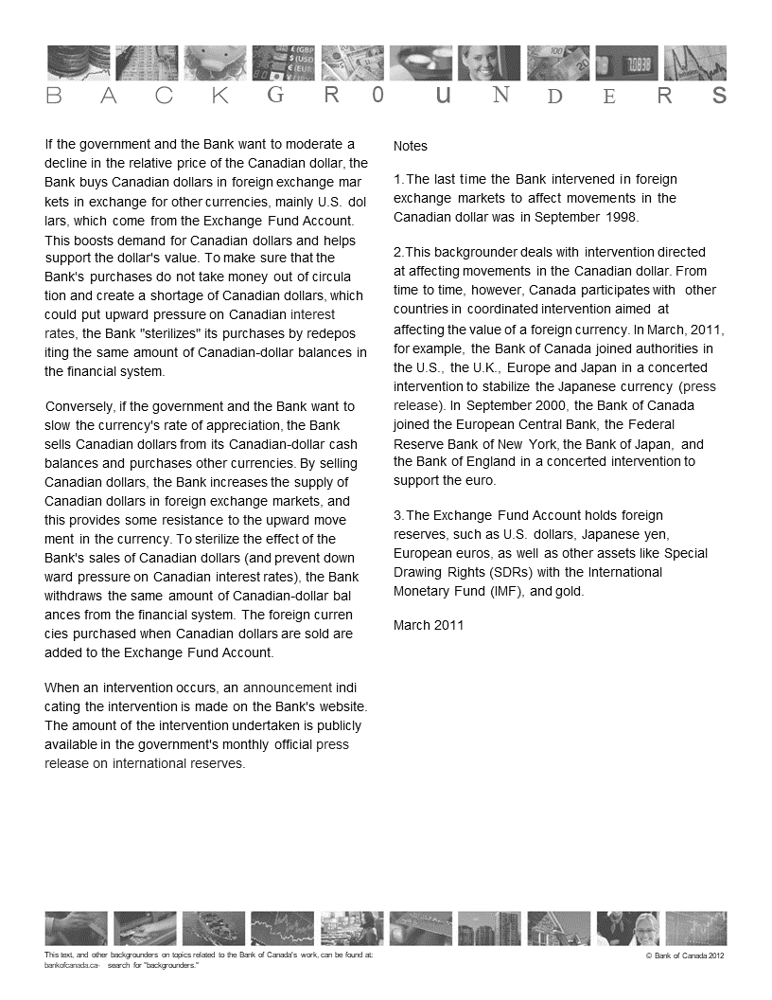 BACKGR0uNDERS
If the government and the Bank want to moderate a
decline in the relative price of the Canadian dollar, the
Bank buys Canadian dollars in foreign exchange mar
kets in exchange for other currencies, mainly U.S. dol
lars, which come from the Exchange Fund Account.
This boosts demand for Canadian dollars and helps
support the dollar's value. To make sure that the
Bank's purchases do not take money out of circula
tion and create a shortage of Canadian dollars, which
could put upward pressure on Canadian interest
rates, the Bank "sterilizes" its purchases by redepos
iting the same amount of Canadian-dollar balances in
the financial system.
Conversely, if the government and the Bank want to
slow the currency's rate of appreciation, the Bank
sells Canadian dollars from its Canadian-dollar cash
balances and purchases other currencies. By selling
Canadian dollars, the Bank increases the supply of
Canadian dollars in foreign exchange markets, and
this provides some resistance to the upward move
ment in the currency. To sterilize the effect of the
Bank's sales of Canadian dollars (and prevent down
ward pressure on Canadian interest rates), the Bank
withdraws the same amount of Canadian-dollar bal
ances from the financial system. The foreign curren
cies purchased when Canadian dollars are sold are
added to the Exchange Fund Account.
When an intervention occurs, an announcement indi
cating the intervention is made on the Bank's website.
The amount of the intervention undertaken is publicly
available in the government's monthly official press
release on international reserves.
Notes
1.The last time the Bank intervened in foreign
exchange markets to affect movements in the
Canadian dollar was in September 1998.
2.This backgrounder deals with intervention directed
at affecting movements in the Canadian dollar. From
time to time, however, Canada participates with other
countries in coordinated intervention aimed at
affecting the value of a foreign currency. In March, 2011,
for example, the Bank of Canada joined authorities in
the U.S., the U.K., Europe and Japan in a concerted
intervention to stabilize the Japanese currency (press
release). In September 2000, the Bank of Canada
joined the European Central Bank, the Federal
Reserve Bank of New York, the Bank of Japan, and
the Bank of England in a concerted intervention to
support the euro.
3.The Exchange Fund Account holds foreign
reserves, such as U.S. dollars, Japanese yen,
European euros, as well as other assets like Special
Drawing Rights (SDRs) with the International
Monetary Fund (IMF), and gold.
March 2011
This text, and other backgrounders on topics related to the Bank of Canada's work, can be found at:
bankofcanada.ca- search for "backgrounders."
© Bank of Canada 2012